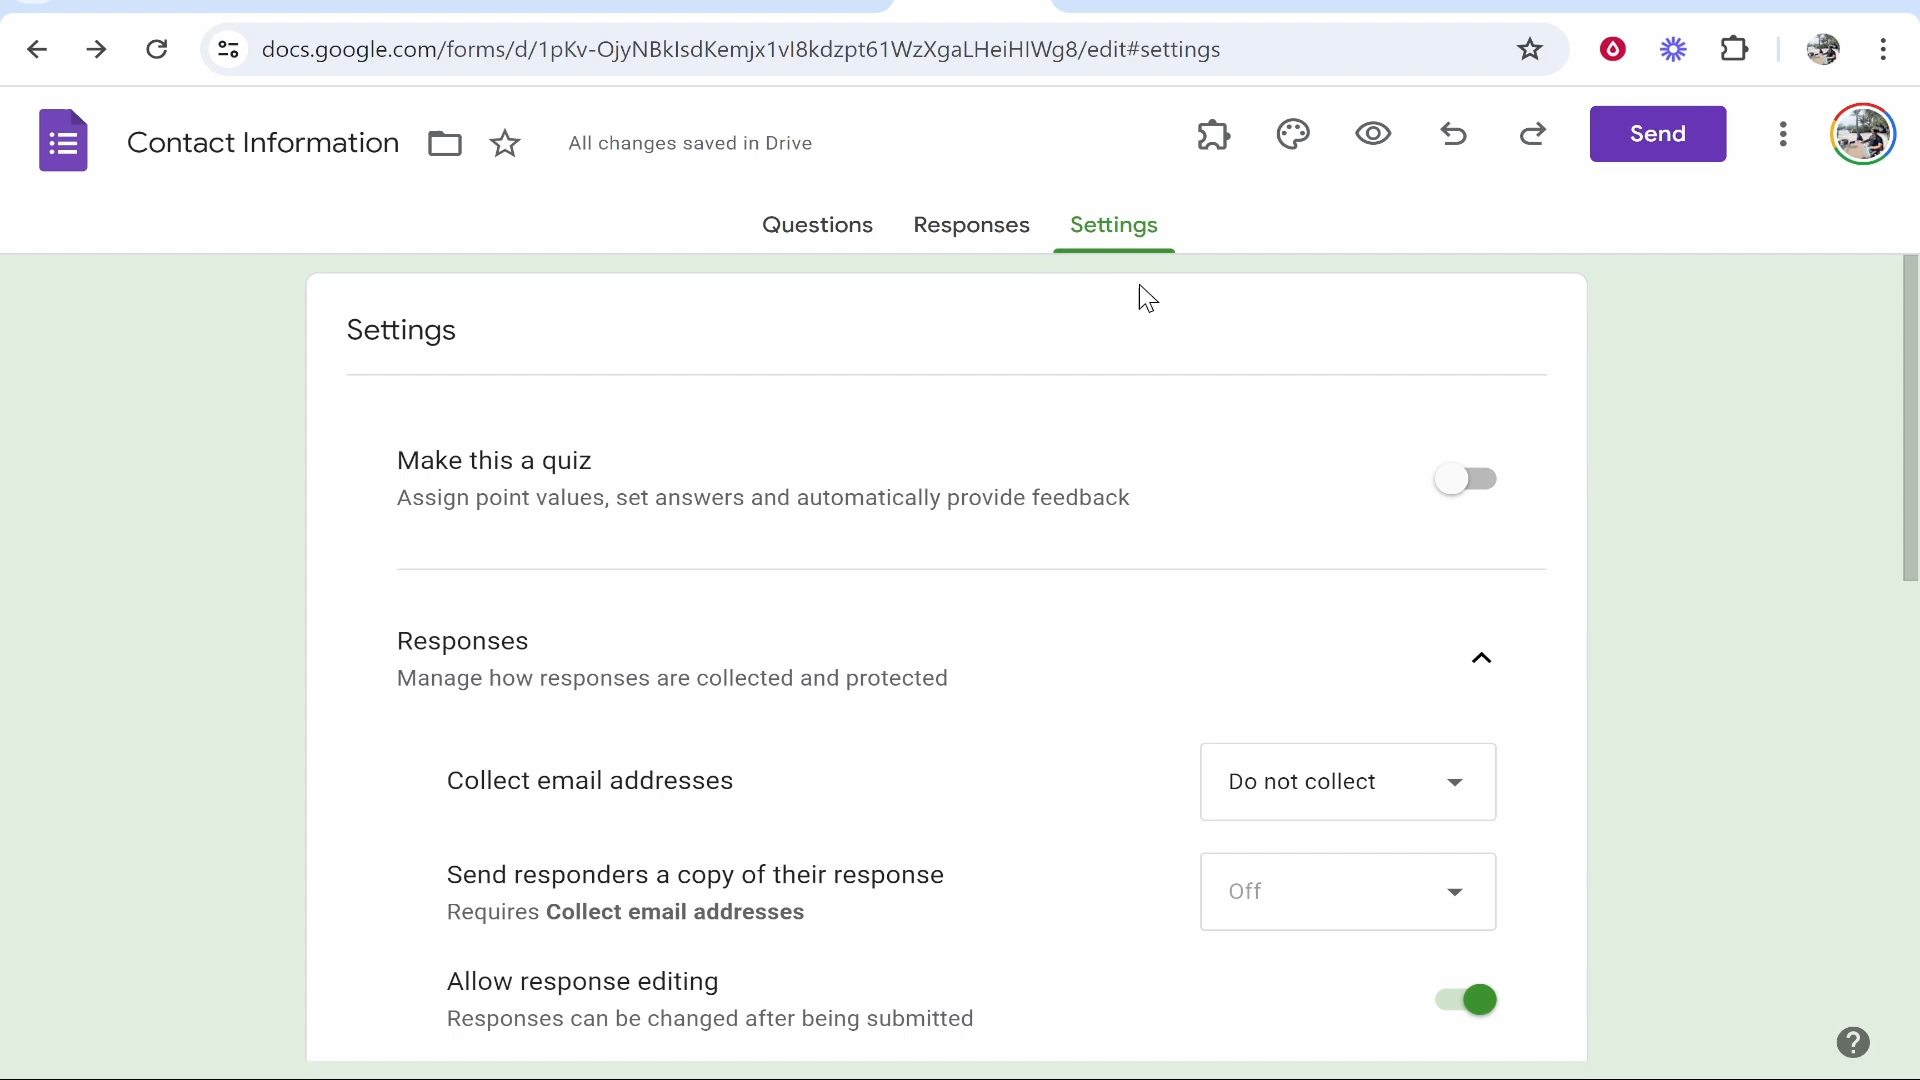 docs.google.com/forms/d/1pKv-OjyNBkIsdKemjx1vI8kdzpt61WzXgaLHeiHIWg8/edit#settings
Contact Information
All changes saved in Drive
Send
Questions Responses Settings
Settings
Make this a quiz
Assign point values, set answers and automatically provide feedback
Responses
Manage how responses are collected and protected
Collect email addresses
Do not collect
Send responders a copy of their response
Requires Collect email addresses
Off
Allow response editing
Responses can be changed after being submitted